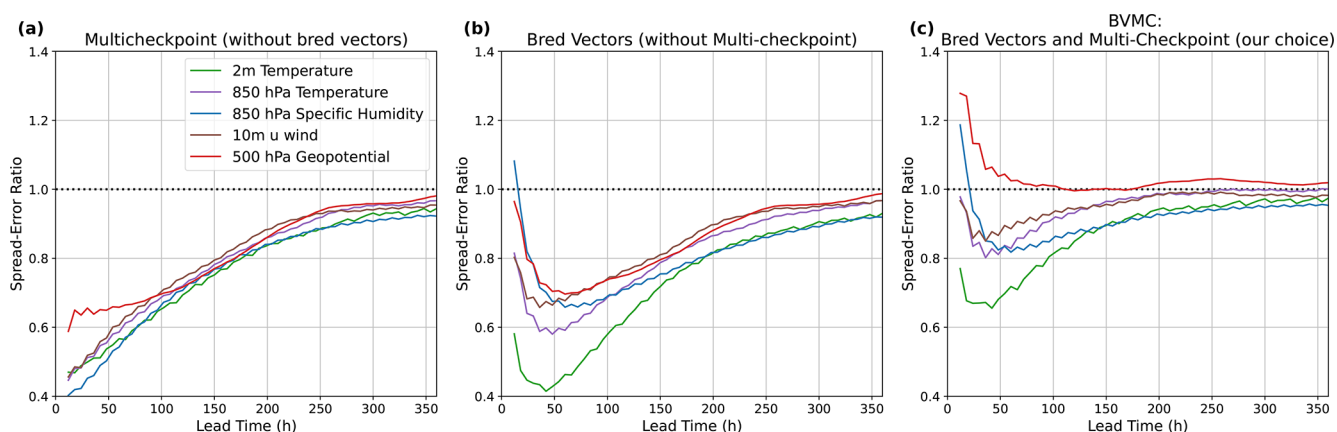 (a)
Multicheckpoint (without bred vectors)
1.4
1.2
1.0
0.8
0.6
0.4
Spread-Error Ratio
2m Temperature
850 hPa Temperature
850 hPa Specific Humidity
10m u wind
500 hPa Geopotential
0 50 100 150 200 250 300 350
Lead Time (h)
(b)
Bred Vectors (without Multi-checkpoint)
1.4
1.2
1.0
0.8
0.6
0.4
Spread-Error Ratio
0 50 100 150 200 250 300 350
Lead Time (h)
(c)
BVMC:
Bred Vectors and Multi-Checkpoint (our choice)
1.4
1.2
1.0
0.8
0.6
0.4
Spread-Error Ratio
0 50 100 150 200 250 300 350
Lead Time (h)